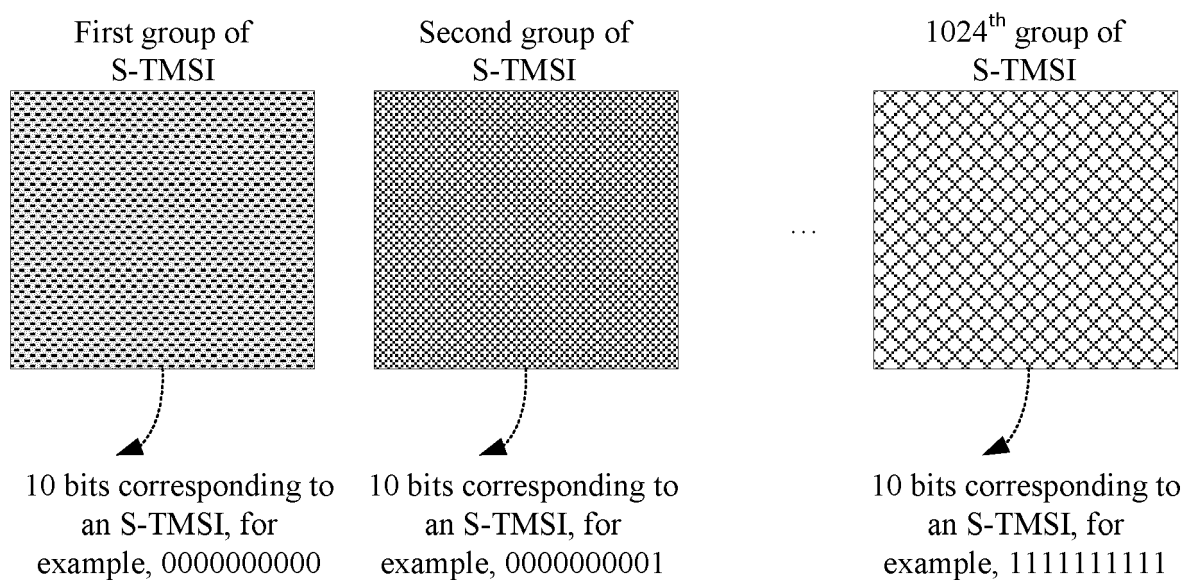 First group of
S-TMSI
Second group of
S-TMSI
1024th group of
S-TMSI
...
10 bits corresponding to
an S-TMSI, for
example, 0000000000
10 bits corresponding to
an S-TMSI, for
example, 0000000001
10 bits corresponding to
an S-TMSI, for
example, 1111111111